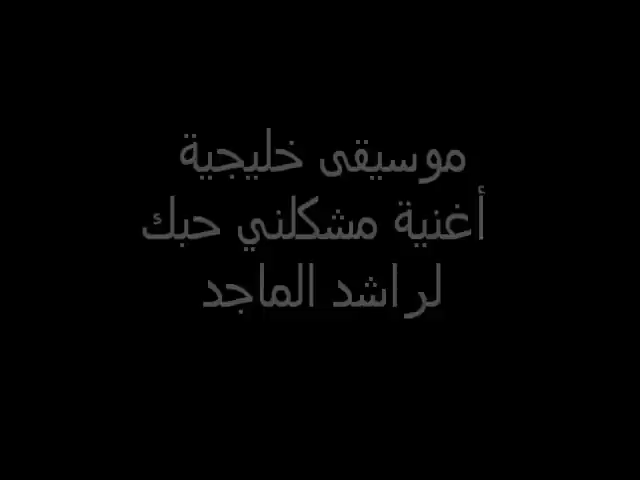 موسيقى خليجية
أغنية مشكلني حبك
لراشد الماجد